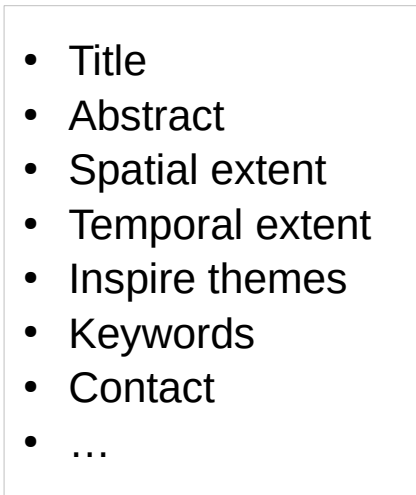 • Title
• Abstract
• Spatial extent
• Temporal extent
• Inspire themes
• Keywords
• Contact
• …